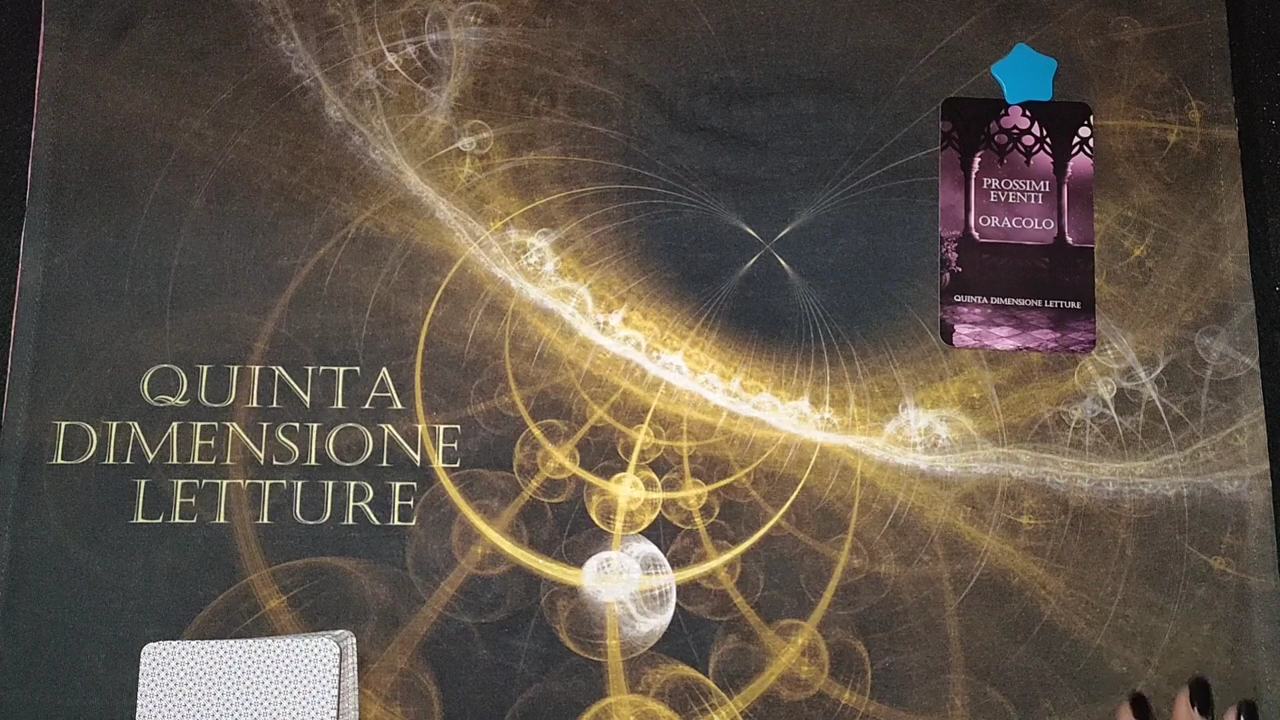 QUINTA
DIMENSIONE
LETTURE
PROSSIMI
EVENTI
ORACOLO
QUINTA DIMENSIONE LETTURE